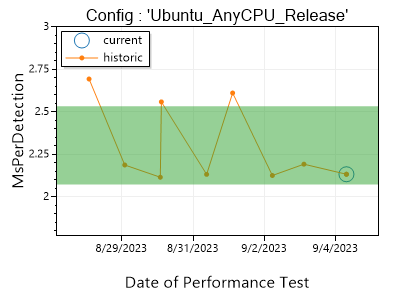 Config : 'Ubuntu_AnyCPU_Release'
current
historic
3
2.75
2.5
2.25
2
MsPerDetection
8/29/2023
8/31/2023
9/2/2023
9/4/2023
Date of Performance Test